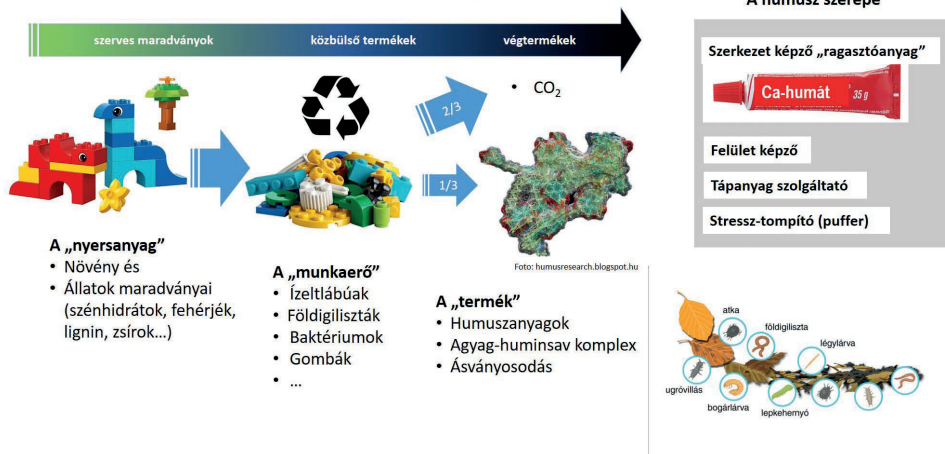 A humusz szerepe
szerves maradványok
közbülső termékek
végtermékek
• CO₂
2/3
1/3
Foto: humusresearch.blogspot.hu
A „nyersanyag”
• Növény és
• Állatok maradványai
(szénhidrátok, fehérjék,
lignin, zsírok...)
A „munkaerő”
• Ízeltlábúak
• Földigiliszták
• Baktériumok
• Gombák
• ...
A „termék”
• Humuszanyagok
• Agyag-huminsav komplex
• Ásványosodás
Szerkezet képző „ragasztóanyag”
Ca-humát 35 g
Felület képző
Tápanyag szolgáltató
Stressz-tompító (puffer)
atka
földigiliszta
légylárva
ugróvillás
bogárlárva
lepkehernyó